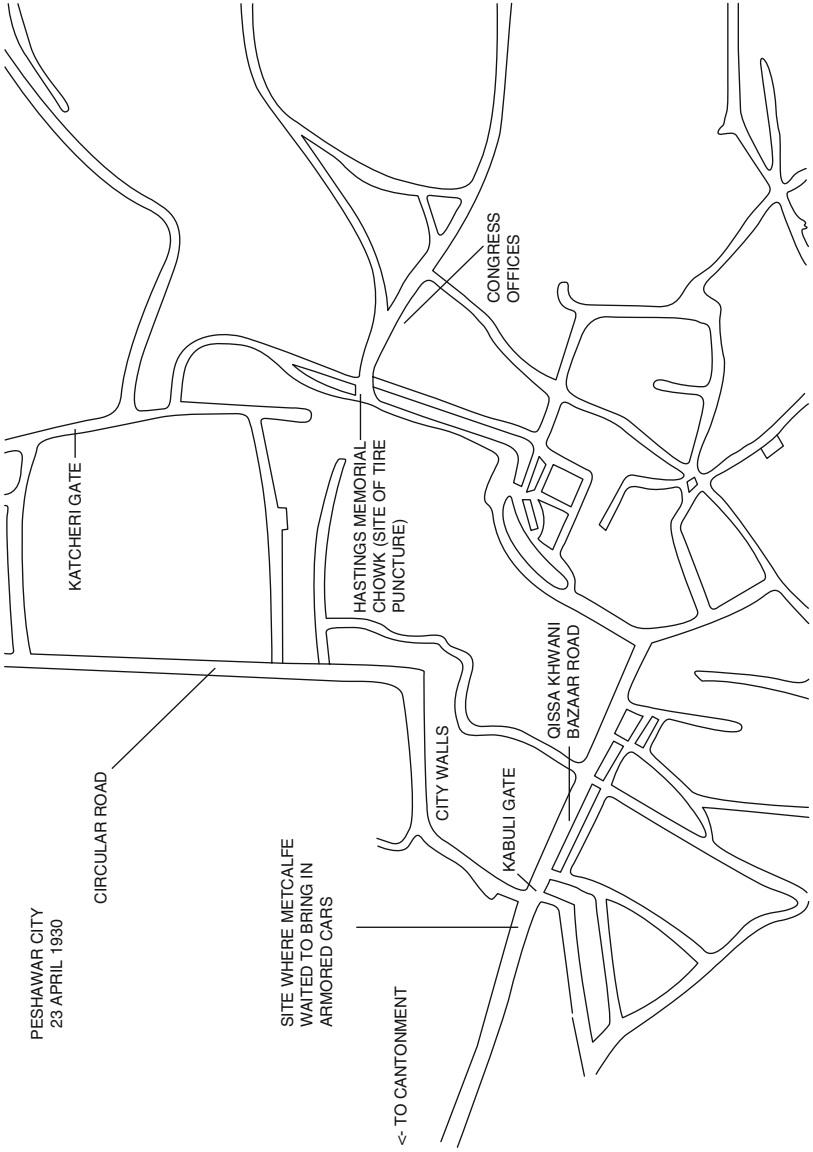 PESHAWAR CITY
23 APRIL 1930
CIRCULAR ROAD
KATCHERI GATE
SITE WHERE METCALFE
WAITED TO BRING IN
ARMORED CARS
HASTINGS MEMORIAL
CHOWK (SITE OF TIRE
PUNCTURE)
<- TO CANTONMENT
CITY WALLS
CONGRESS
OFFICES
KABULI GATE
QISSA KHWANI
BAZAAR ROAD